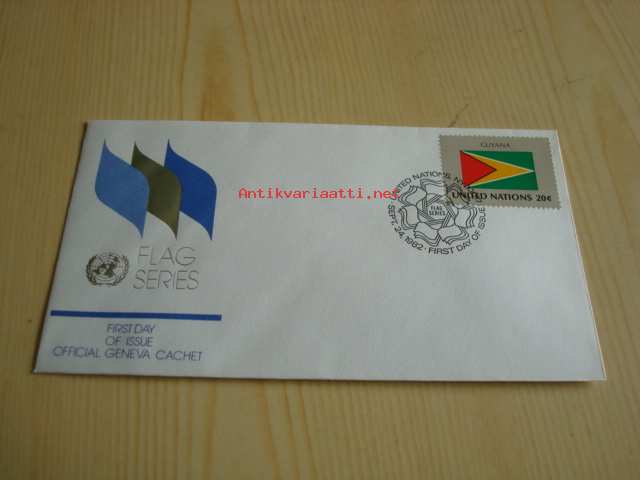 GUYANA
UNITED NATIONS 20¢
UNITED NATIONS, N.Y.
FLAG
SERIES
SEPT. 24, 1982 · FIRST DAY OF ISSUE
Antikvariaatti.net
FLAG
SERIES
FIRST DAY
OF ISSUE
OFFICIAL GENEVA CACHET